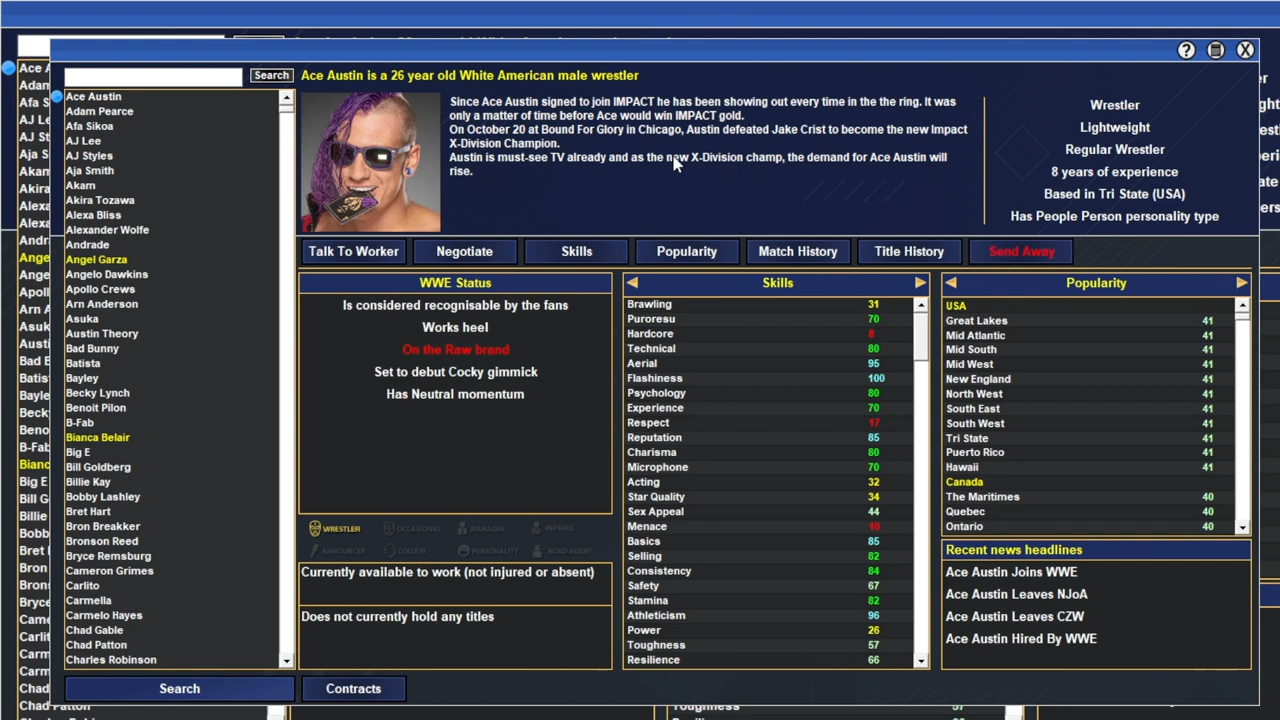 Search
Ace Austin is a 26 year old White American male wrestler
Ace Austin
Adam Pearce
Afa Sikoa
AJ Lee
AJ Styles
Aja Smith
Akam
Akira Tozawa
Alexa Bliss
Alexander Wolfe
Andrade
Angel Garza
Angelo Dawkins
Apollo Crews
Arn Anderson
Asuka
Austin Theory
Bad Bunny
Batista
Bayley
Becky Lynch
Benoit Pilon
B-Fab
Bianca Belair
Big E
Bill Goldberg
Billie Kay
Bobby Lashley
Bret Hart
Bron Breakker
Bronson Reed
Bryce Remsburg
Cameron Grimes
Carlito
Carmella
Carmelo Hayes
Chad Gable
Chad Patton
Charles Robinson
Search
Contracts
Since Ace Austin signed to join IMPACT he has been showing out every time in the the ring. It was
only a matter of time before Ace would win IMPACT gold.
On October 20 at Bound For Glory in Chicago, Austin defeated Jake Crist to become the new Impact
X-Division Champion.
Austin is must-see TV already and as the new X-Division champ, the demand for Ace Austin will
rise.
Wrestler
Lightweight
Regular Wrestler
8 years of experience
Based in Tri State (USA)
Has People Person personality type
Talk To Worker
Negotiate
Skills
Popularity
Match History
Title History
Send Away
WWE Status
Is considered recognisable by the fans
Works heel
On the Raw brand
Set to debut Cocky gimmick
Has Neutral momentum
WRESTLER
OCCASIONAL
MANAGER
REFEREE
ANNOUNCER
COLOUR
PERSONALITY
ROAD AGENT
Currently available to work (not injured or absent)
Does not currently hold any titles
Skills
Brawling 31
Puroresu 70
Hardcore 8
Technical 80
Aerial 95
Flashiness 100
Psychology 80
Experience 70
Respect 17
Reputation 85
Charisma 80
Microphone 70
Acting 32
Star Quality 34
Sex Appeal 44
Menace 10
Basics 85
Selling 82
Consistency 84
Safety 67
Stamina 82
Athleticism 96
Power 26
Toughness 57
Resilience 66
Popularity
USA
Great Lakes 41
Mid Atlantic 41
Mid South 41
Mid West 41
New England 41
North West 41
South East 41
South West 41
Tri State 41
Puerto Rico 41
Hawaii 41
Canada
The Maritimes 40
Quebec 40
Ontario 40
Recent news headlines
Ace Austin Joins WWE
Ace Austin Leaves NJoA
Ace Austin Leaves CZW
Ace Austin Hired By WWE